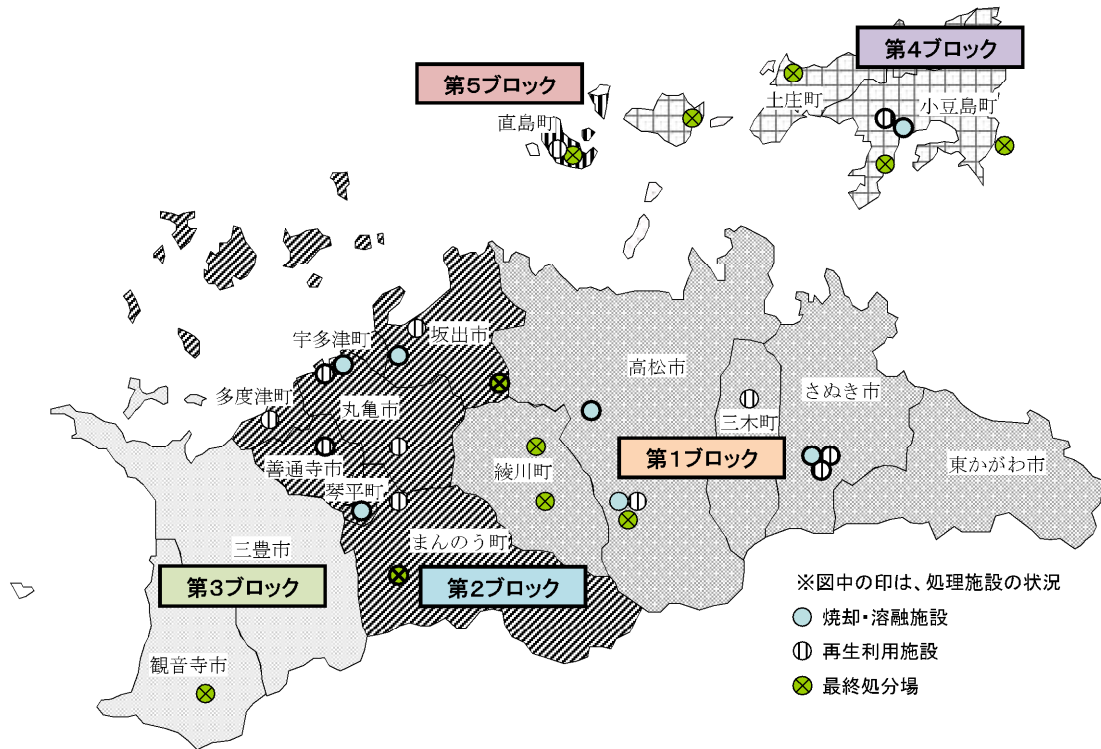 第4ブロック
第5ブロック
土庄町
小豆島町
直島町
宇多津町
坂出市
高松市
多度津町
丸亀市
さぬき市
三木町
善通寺市
綾川町
第1ブロック
東かがわ市
琴平町
まんのう町
三豊市
第3ブロック
第2ブロック
観音寺市
※図中の印は、処理施設の状況
焼却・溶融施設
再生利用施設
最終処分場